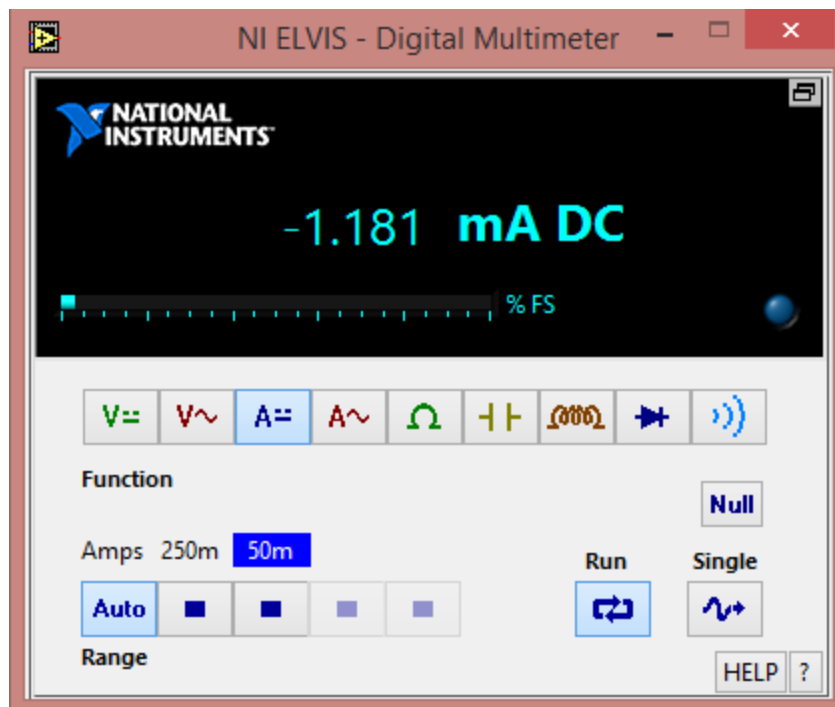 NI ELVIS - Digital Multimeter
NATIONAL
INSTRUMENTS™
-1.181 mA DC
% FS
V V A A Ω
Function
Null
Amps 250m 50m
Run Single
Auto
Range
HELP ?